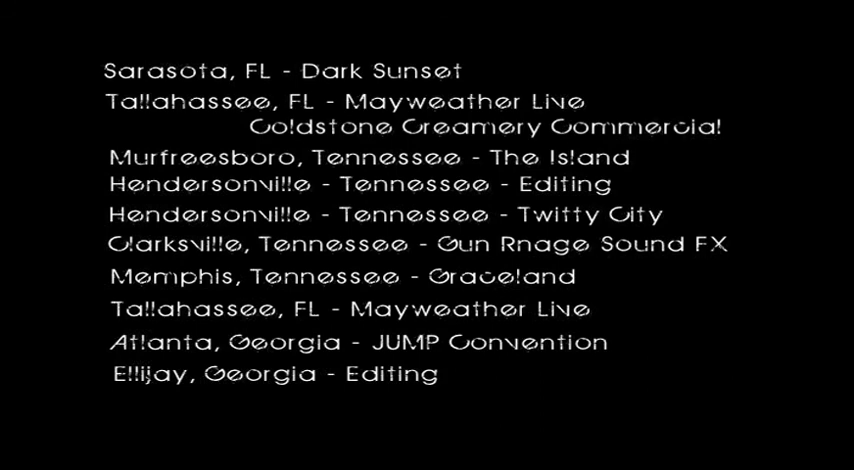 Sarasota, FL - Dark Sunset
Tallahassee, FL - Mayweather Live
Coldstone Creamery Commercial
Murfreesboro, Tennessee - The Island
Hendersonville - Tennessee - Editing
Hendersonville - Tennessee - Twitty City
Clarksville, Tennessee - Gun Rnage Sound FX
Memphis, Tennessee - Graceland
Tallahassee, FL - Mayweather Live
Atlanta, Georgia - JUMP Convention
Ellijay, Georgia - Editing